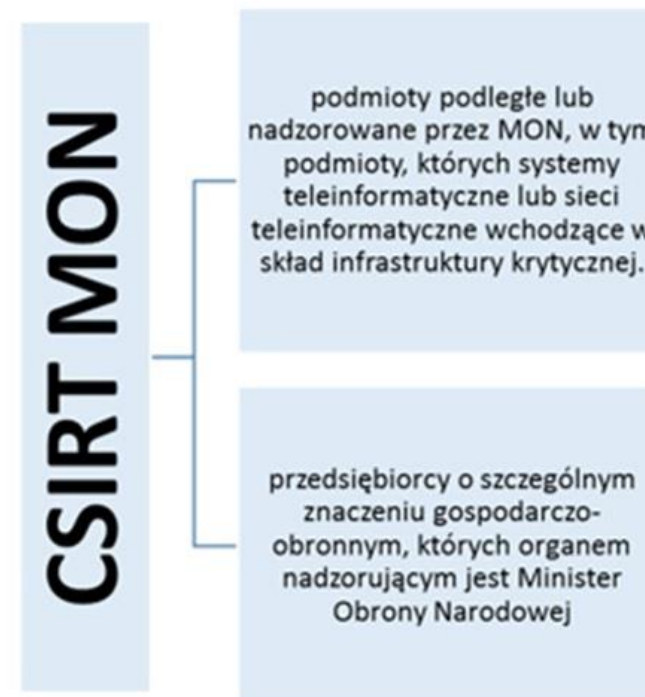 CSIRT MON
podmioty podległe lub
nadzorowane przez MON, w tym
podmioty, których systemy
teleinformatyczne lub sieci
teleinformatyczne wchodzące w
skład infrastruktury krytycznej.
przedsiębiorcy o szczególnym
znaczeniu gospodarczo-
obronnym, których organem
nadzorującym jest Minister
Obrony Narodowej